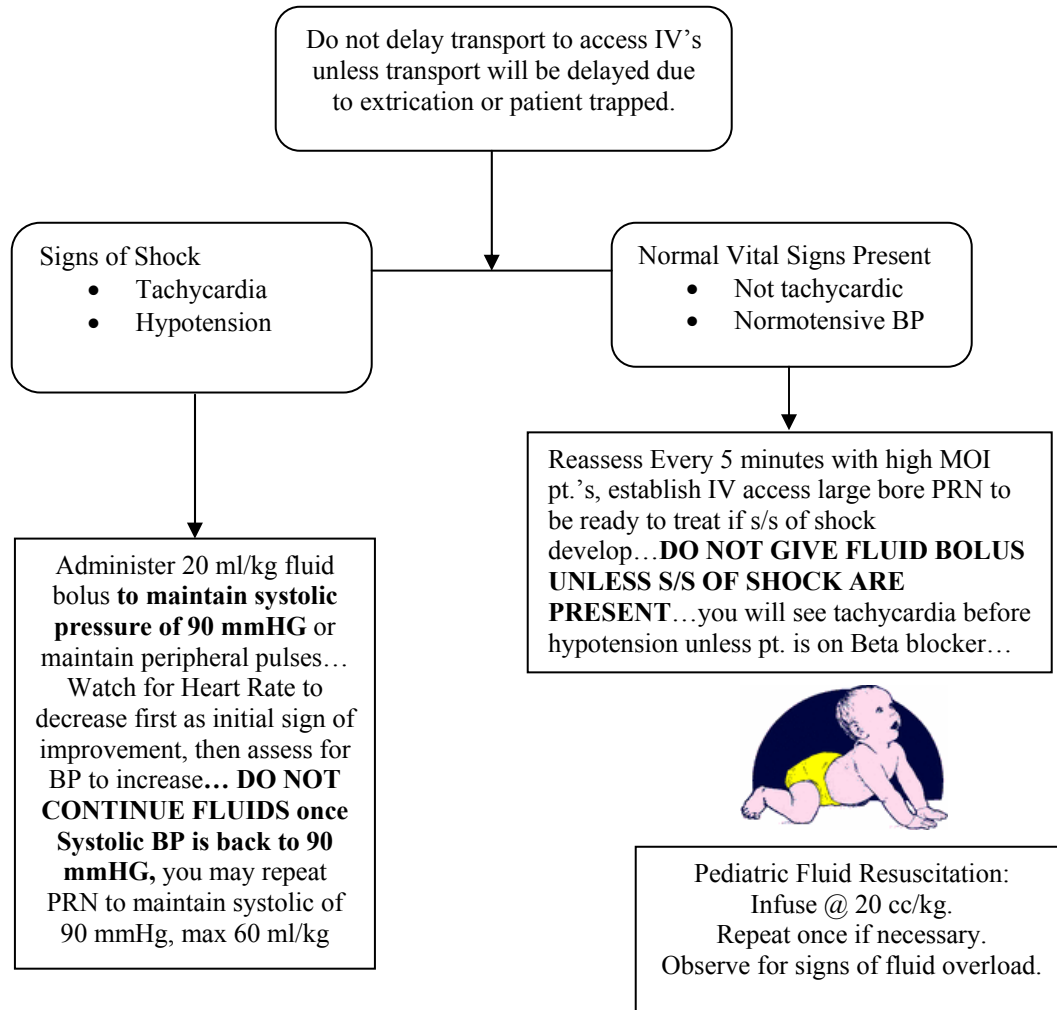 Do not delay transport to access IV’s
unless transport will be delayed due
to extrication or patient trapped.
Signs of Shock
• Tachycardia
• Hypotension
Normal Vital Signs Present
• Not tachycardic
• Normotensive BP
Administer 20 ml/kg fluid
bolus to maintain systolic
pressure of 90 mmHG or
maintain peripheral pulses…
Watch for Heart Rate to
decrease first as initial sign of
improvement, then assess for
BP to increase… DO NOT
CONTINUE FLUIDS once
Systolic BP is back to 90
mmHG, you may repeat
PRN to maintain systolic of
90 mmHg, max 60 ml/kg
Reassess Every 5 minutes with high MOI
pt.’s, establish IV access large bore PRN to
be ready to treat if s/s of shock
develop…DO NOT GIVE FLUID BOLUS
UNLESS S/S OF SHOCK ARE
PRESENT…you will see tachycardia before
hypotension unless pt. is on Beta blocker…
Pediatric Fluid Resuscitation:
Infuse @ 20 cc/kg.
Repeat once if necessary.
Observe for signs of fluid overload.